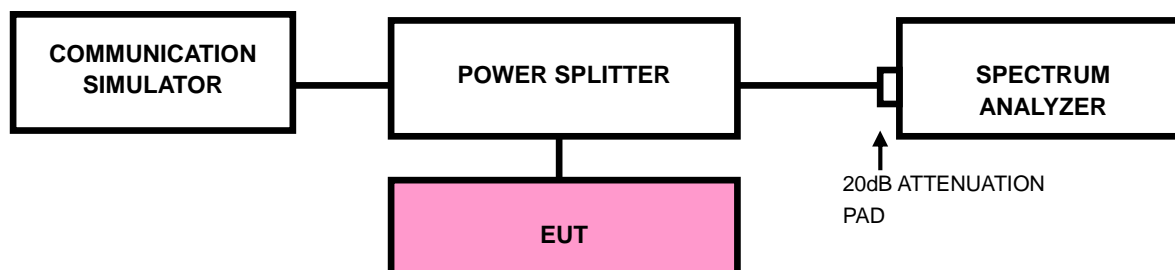 COMMUNICATION
SIMULATOR
POWER SPLITTER
SPECTRUM
ANALYZER
20dB ATTENUATION
PAD
EUT